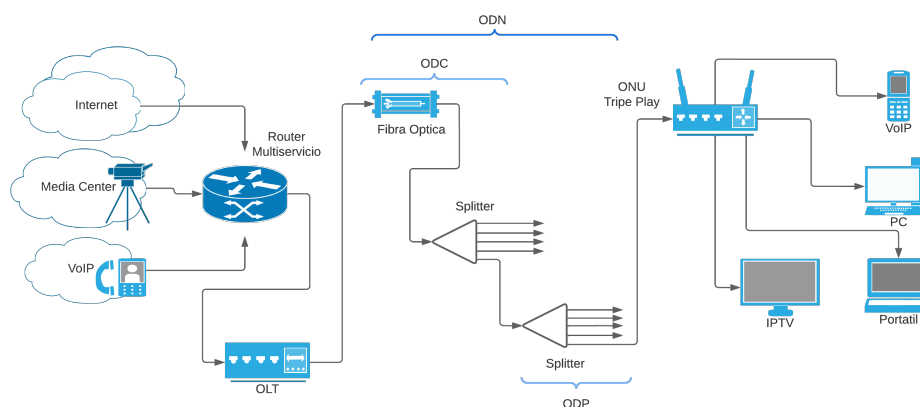 ODN
ODC
Internet
Router
Multiservicio
Fibra Optica
ONU
Tripe Play
VoIP
Media Center
Splitter
PC
VoIP
IPTV
Portatil
Splitter
OLT
ODP